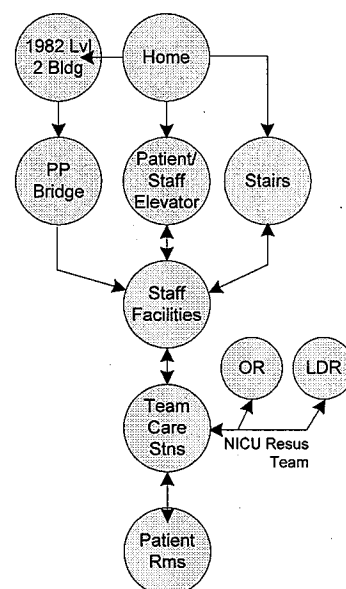 1982 Lvl
2 Bldg
Home
PP
Bridge
Patient/
Staff
Elevator
Stairs
Staff
Facilities
OR
LDR
Team
Care
Stns
NICU Resus
Team
Patient
Rms